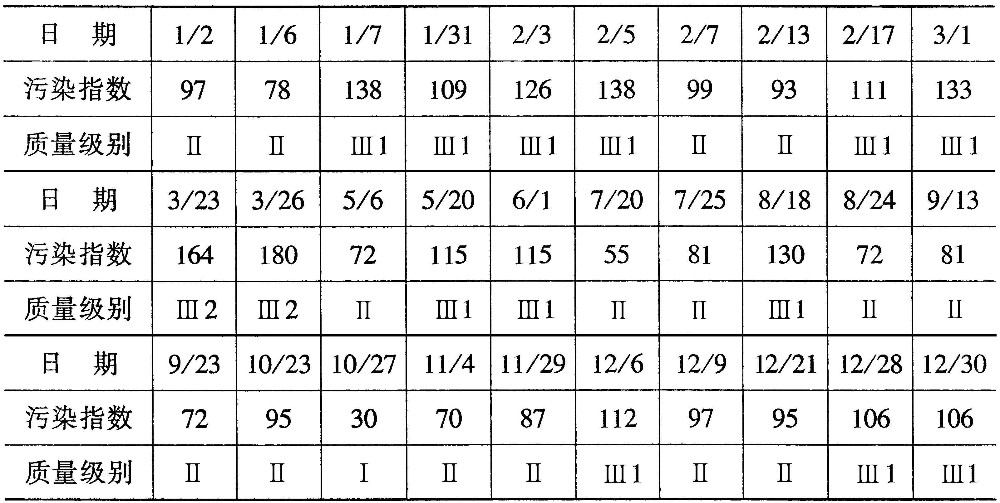 日 期 1/2 1/6 1/7 1/31 2/3 2/5 2/7 2/13 2/17 3/1
污染指数 97 78 138 109 126 138 99 93 111 133
质量级别 Ⅱ Ⅱ Ⅲ1 Ⅲ1 Ⅲ1 Ⅲ1 Ⅱ Ⅱ Ⅲ1 Ⅲ1
日 期 3/23 3/26 5/6 5/20 6/1 7/20 7/25 8/18 8/24 9/13
污染指数 164 180 72 115 115 55 81 130 72 81
质量级别 Ⅲ2 Ⅲ2 Ⅱ Ⅲ1 Ⅲ1 Ⅱ Ⅱ Ⅲ1 Ⅱ Ⅱ
日 期 9/23 10/23 10/27 11/4 11/29 12/6 12/9 12/21 12/28 12/30
污染指数 72 95 30 70 87 112 97 95 106 106
质量级别 Ⅱ Ⅱ Ⅰ Ⅱ Ⅱ Ⅲ1 Ⅱ Ⅱ Ⅲ1 Ⅲ1